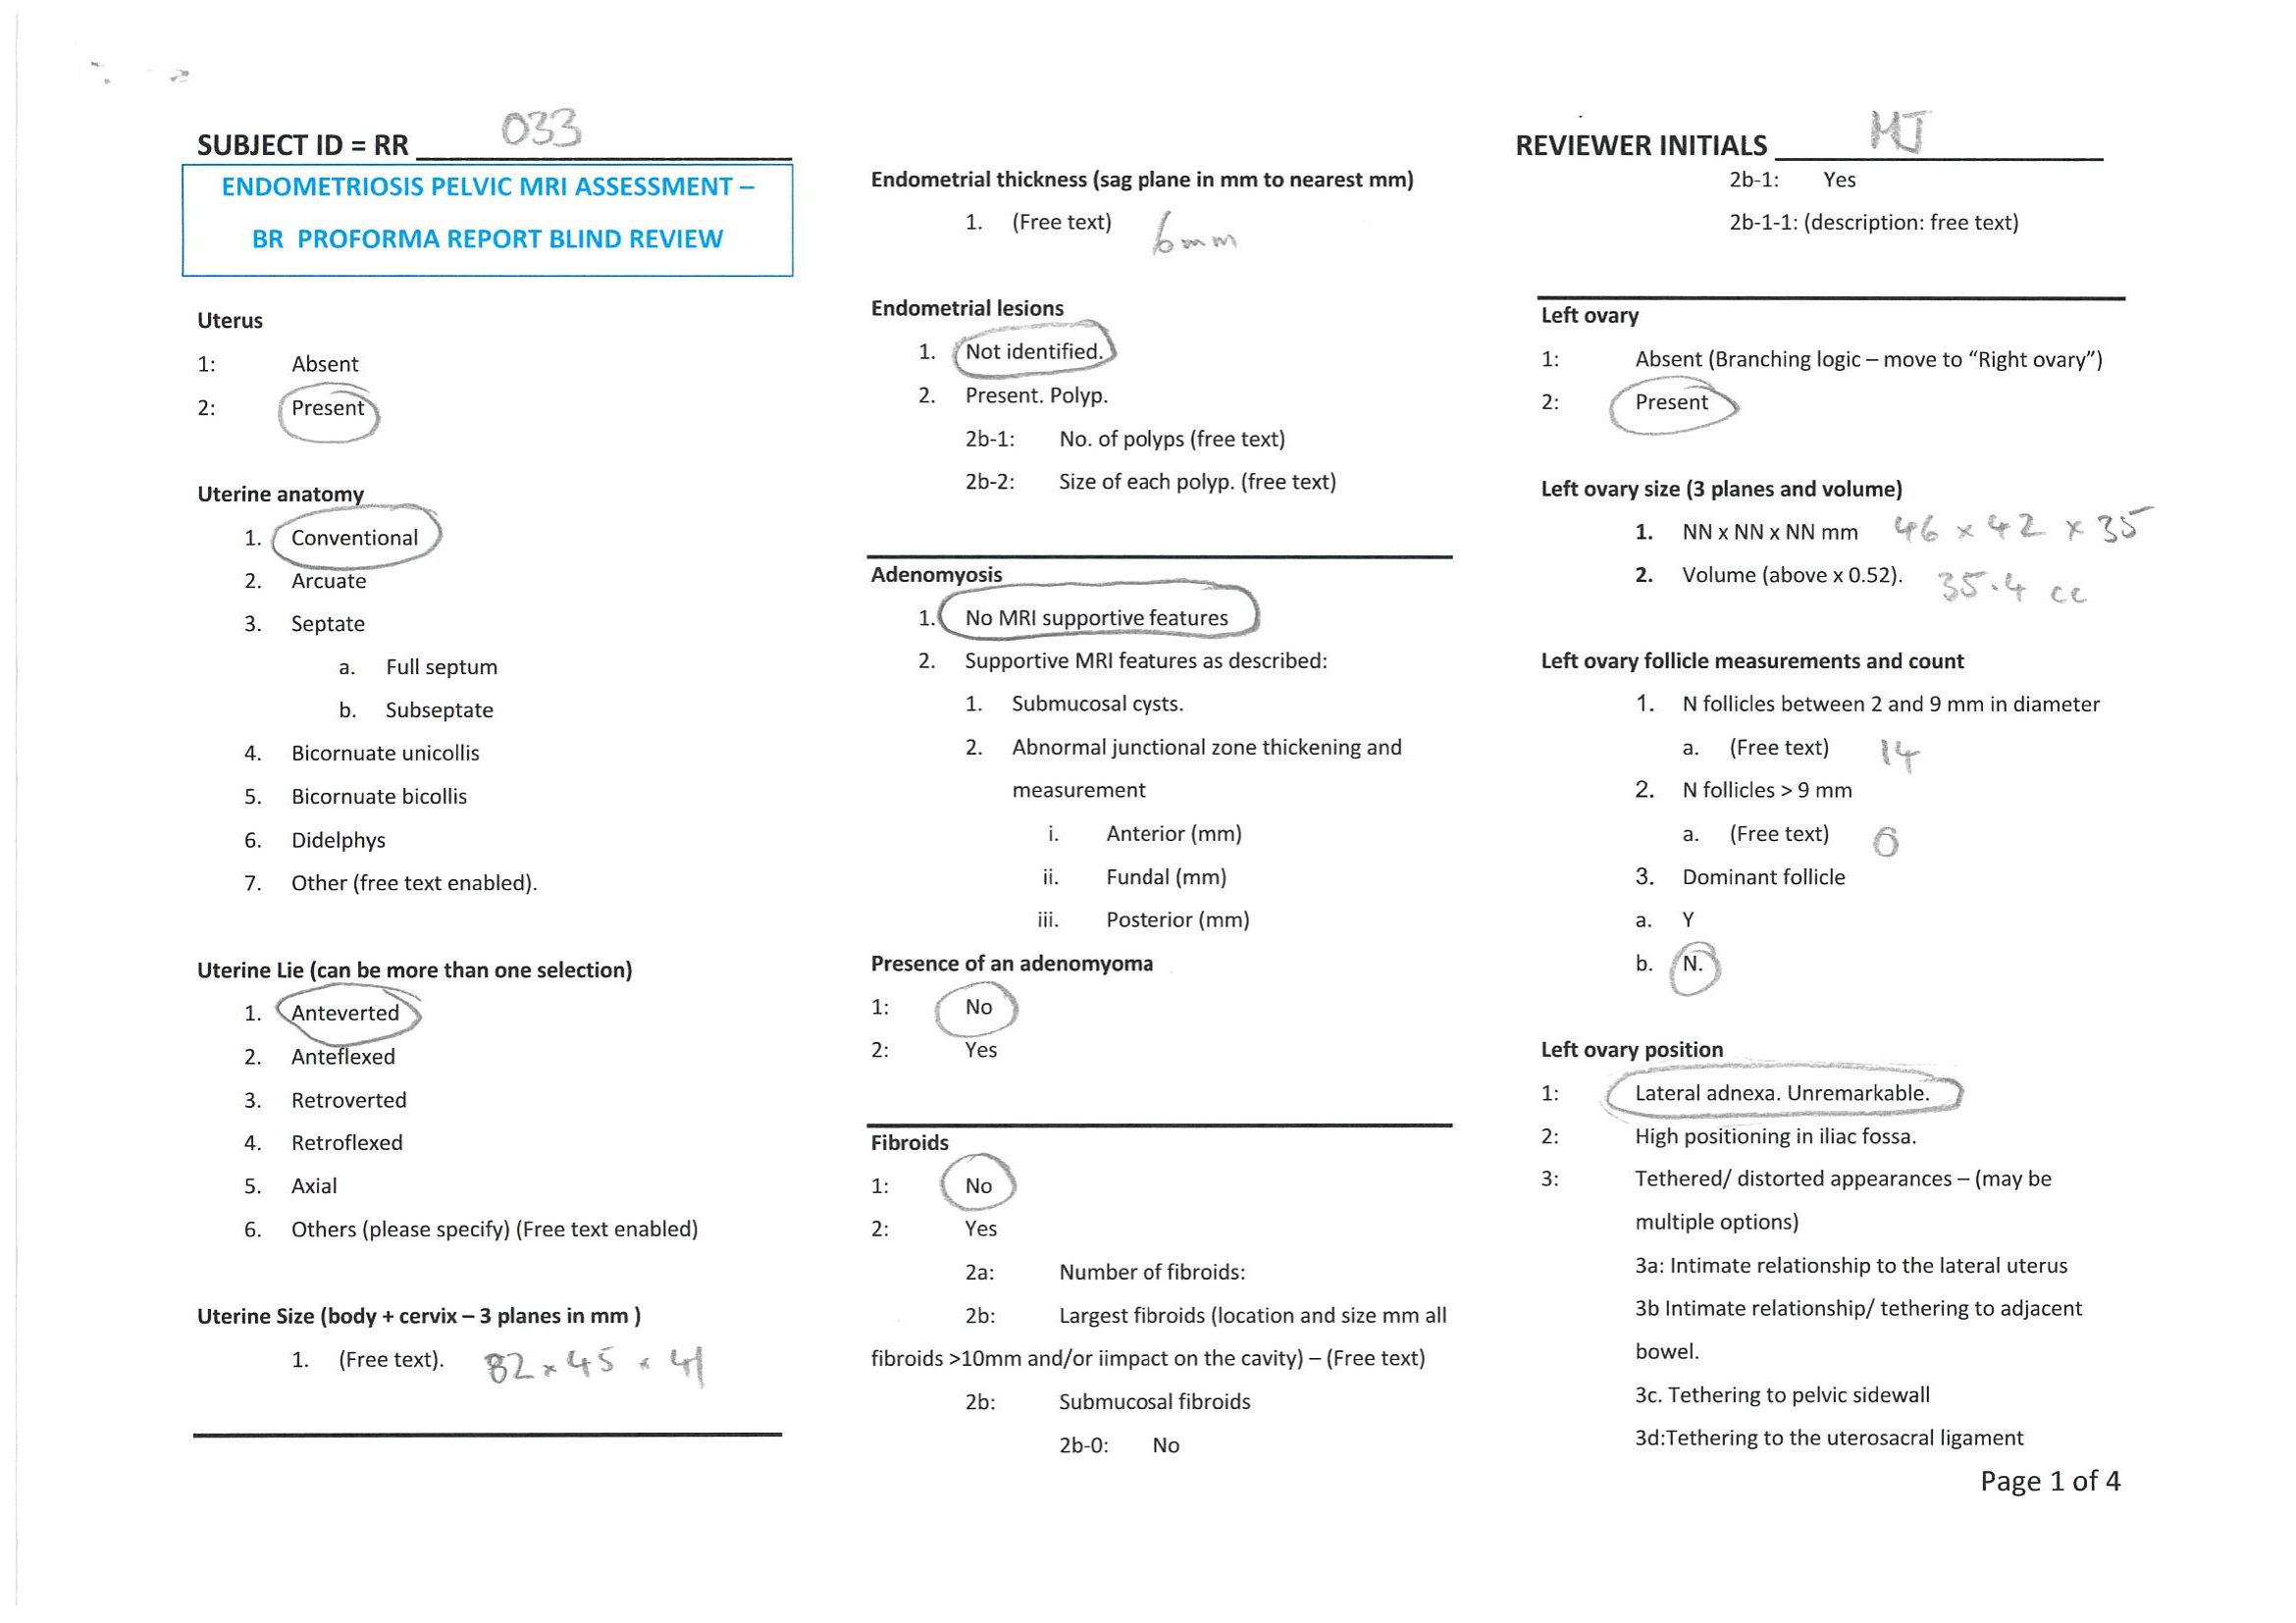 SUBJECT ID = RR 033
ENDOMETRIOSIS PELVIC MRI ASSESSMENT –
BR PROFORMA REPORT BLIND REVIEW
Uterus
1: Absent
2: Present
Uterine anatomy
1. Conventional
2. Arcuate
3. Septate
a. Full septum
b. Subseptate
4. Bicornuate unicollis
5. Bicornuate bicollis
6. Didelphys
7. Other (free text enabled).
Uterine Lie (can be more than one selection)
1. Anteverted
2. Anteflexed
3. Retroverted
4. Retroflexed
5. Axial
6. Others (please specify) (Free text enabled)
Uterine Size (body + cervix – 3 planes in mm )
1. (Free text). 82 x 45 x 41
Endometrial thickness (sag plane in mm to nearest mm)
1. (Free text) 6mm
Endometrial lesions
1. Not identified.
2. Present. Polyp.
2b-1: No. of polyps (free text)
2b-2: Size of each polyp. (free text)
Adenomyosis
1. No MRI supportive features
2. Supportive MRI features as described:
1. Submucosal cysts.
2. Abnormal junctional zone thickening and
measurement
i. Anterior (mm)
ii. Fundal (mm)
iii. Posterior (mm)
Presence of an adenomyoma
1: No
2: Yes
Fibroids
1: No
2: Yes
2a: Number of fibroids:
2b: Largest fibroids (location and size mm all
fibroids >10mm and/or iimpact on the cavity) – (Free text)
2b: Submucosal fibroids
2b-0: No
REVIEWER INITIALS MJ
2b-1: Yes
2b-1-1: (description: free text)
Left ovary
1: Absent (Branching logic – move to “Right ovary”)
2: Present
Left ovary size (3 planes and volume)
1. NN x NN x NN mm 46 x 42 x 35
2. Volume (above x 0.52). 35.4 cc
Left ovary follicle measurements and count
1. N follicles between 2 and 9 mm in diameter
a. (Free text) 14
2. N follicles > 9 mm
a. (Free text)
3. Dominant follicle
a. Y
b. N.
Left ovary position
1: Lateral adnexa. Unremarkable.
2: High positioning in iliac fossa.
3: Tethered/ distorted appearances – (may be
multiple options)
3a: Intimate relationship to the lateral uterus
3b Intimate relationship/ tethering to adjacent
bowel.
3c. Tethering to pelvic sidewall
3d:Tethering to the uterosacral ligament
Page 1 of 4